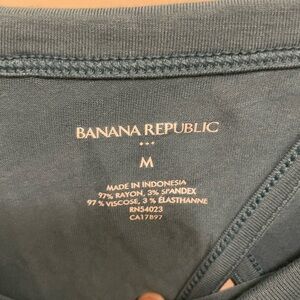 BANANA REPUBLIC
M
MADE IN INDONESIA
97% RAYON, 3% SPANDEX
97 % VISCOSE, 3 % ÉLASTHANNE
RN54023
CA17897